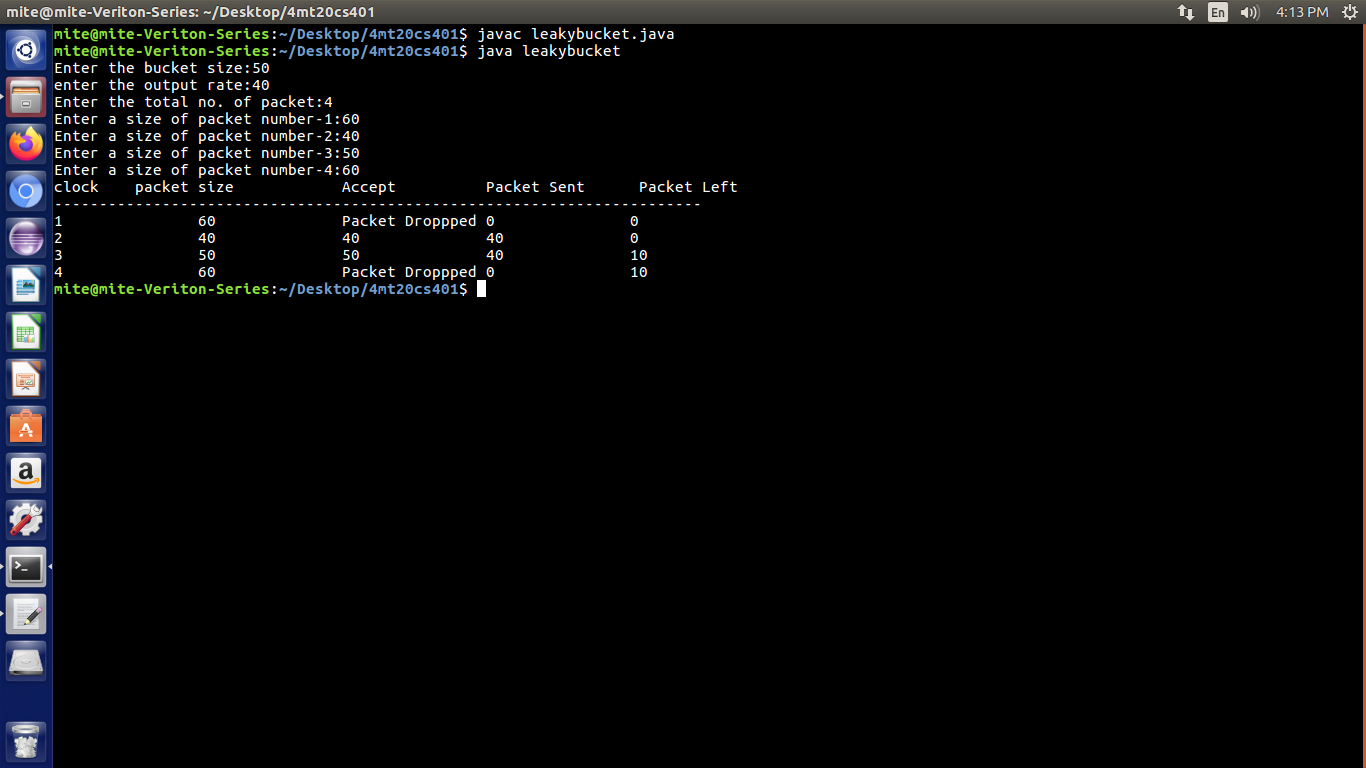 mite@mite-Veriton-Series: ~/Desktop/4mt20cs401 En 4:13 PM
mite@mite-Veriton-Series:~/Desktop/4mt20cs401$ javac leakybucket.java
mite@mite-Veriton-Series:~/Desktop/4mt20cs401$ java leakybucket
Enter the bucket size:50
enter the output rate:40
Enter the total no. of packet:4
Enter a size of packet number-1:60
Enter a size of packet number-2:40
Enter a size of packet number-3:50
Enter a size of packet number-4:60
clock    packet size            Accept          Packet Sent      Packet Left
------------------------------------------------------------------------
1               60              Packet Droppped 0               0
2               40              40              40              0
3               50              50              40              10
4               60              Packet Droppped 0               10
mite@mite-Veriton-Series:~/Desktop/4mt20cs401$